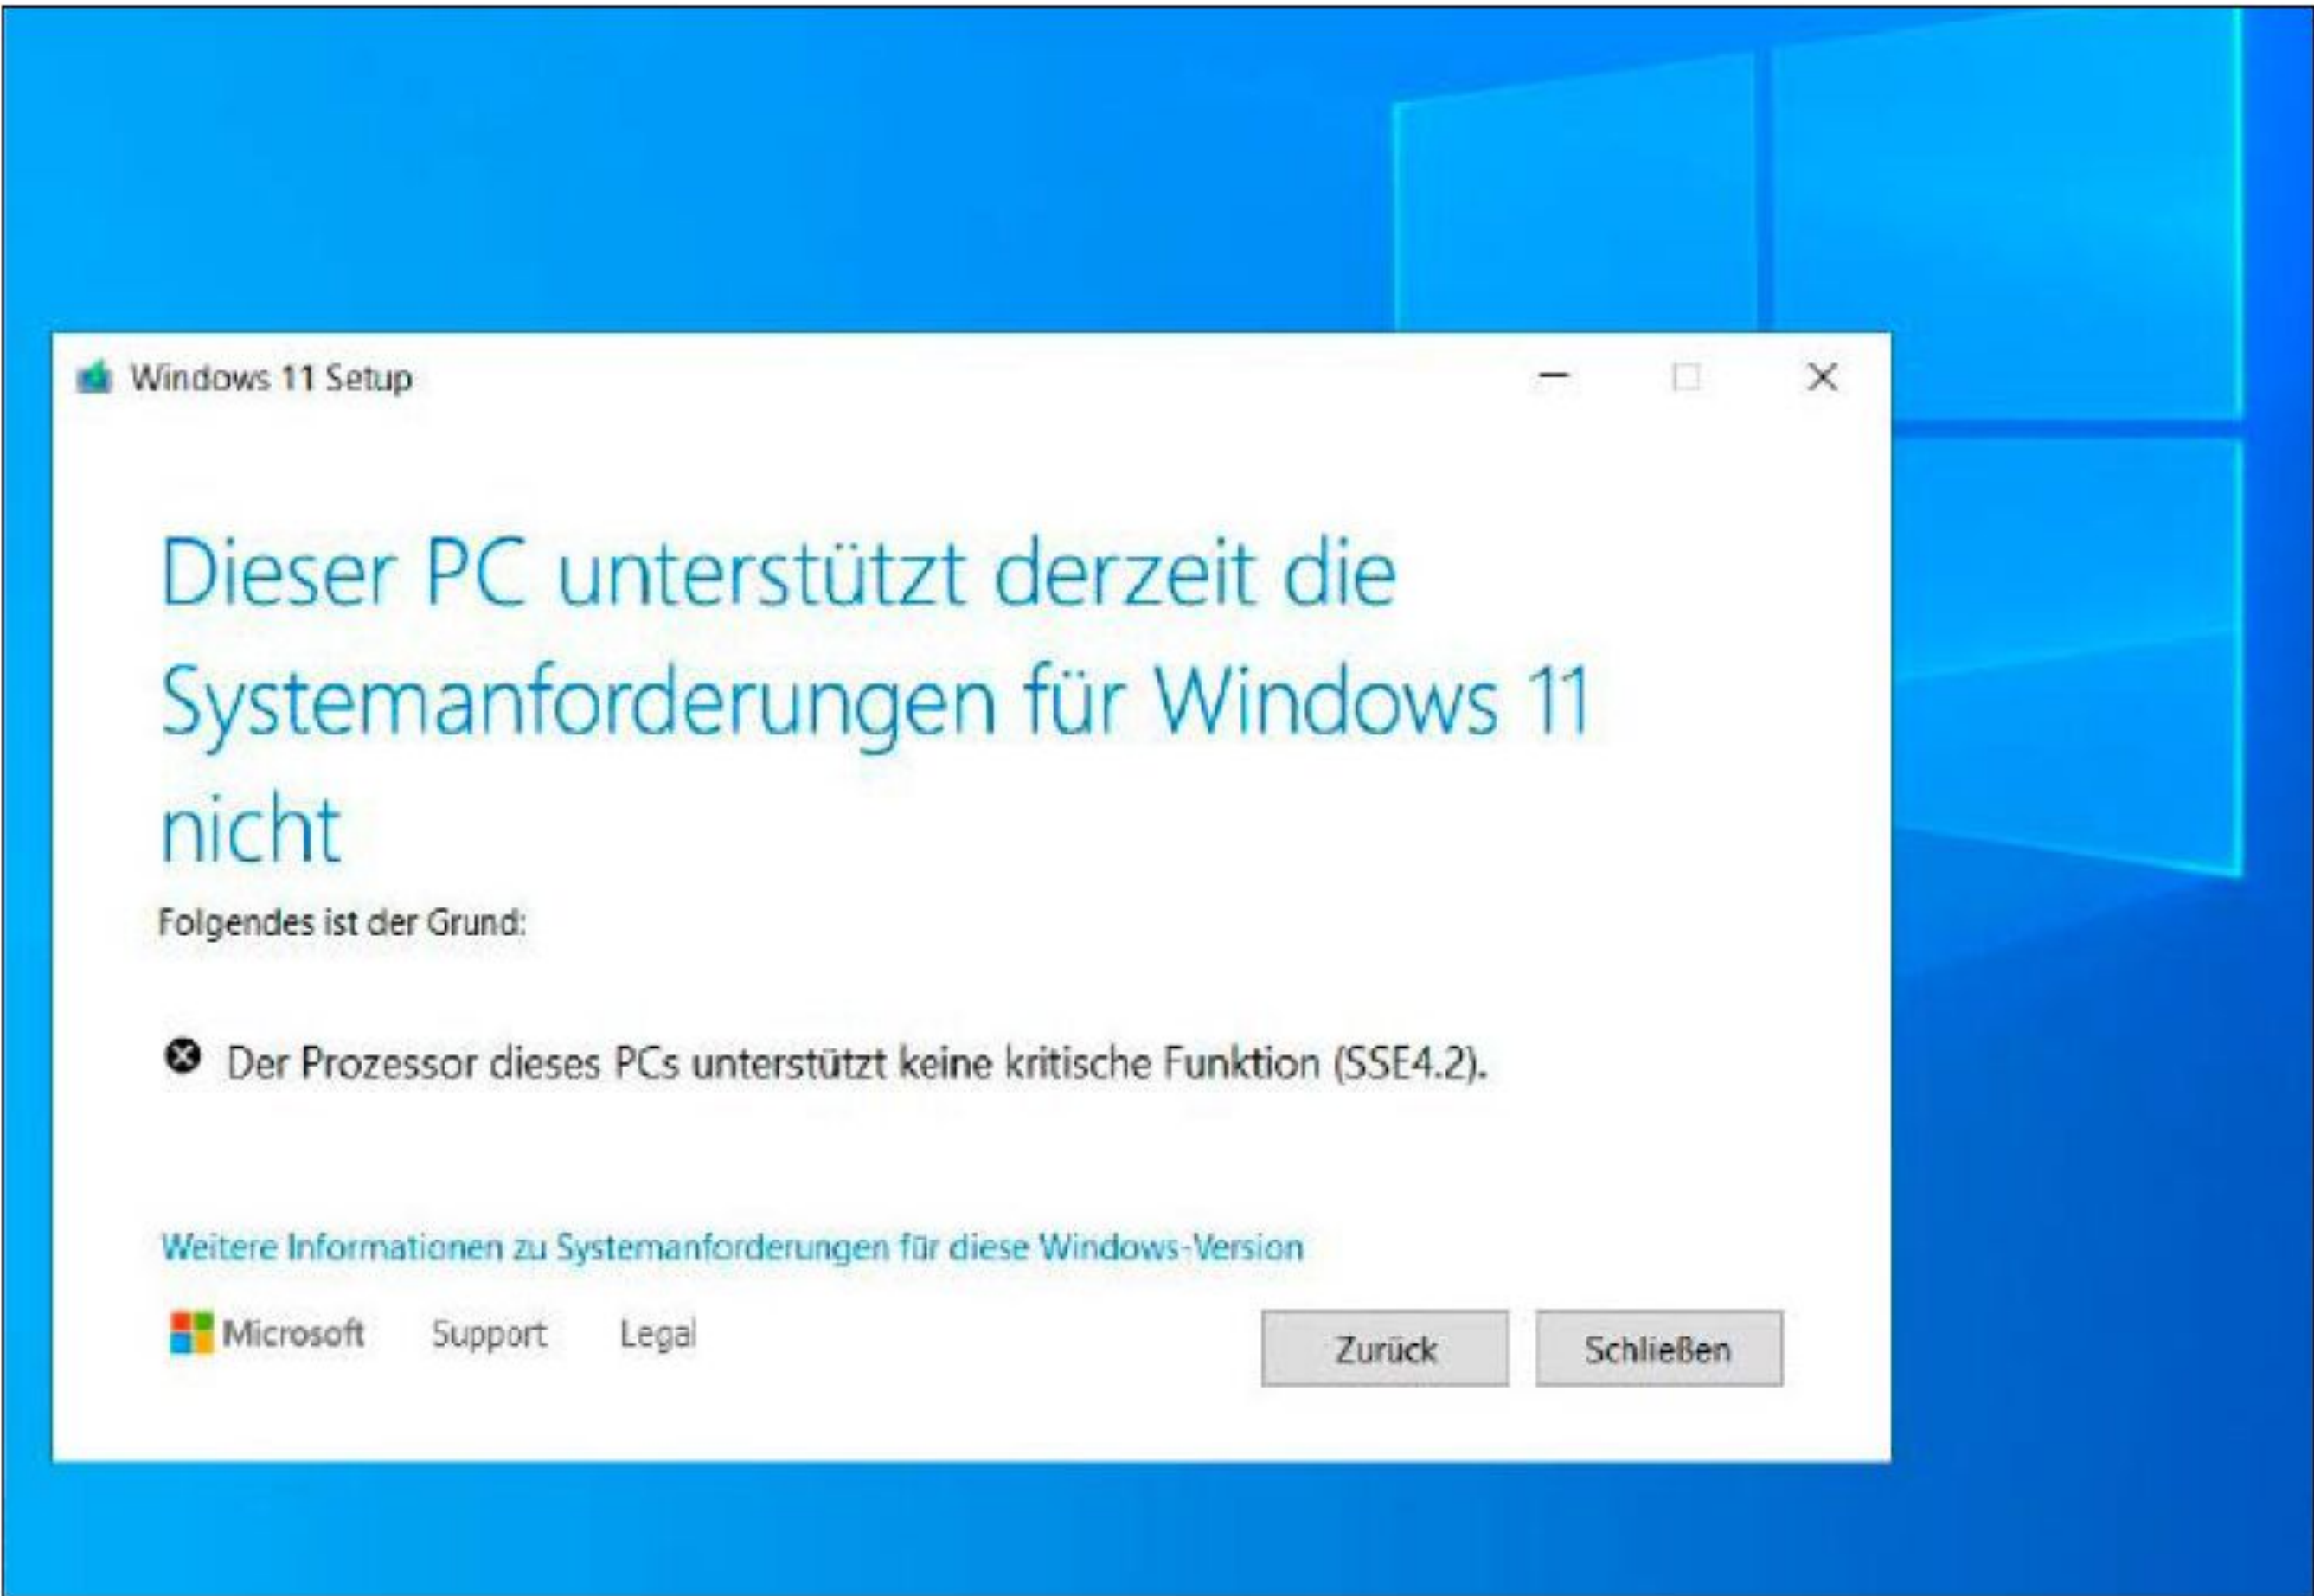 Windows 11 Setup
Dieser PC unterstützt derzeit die
Systemanforderungen für Windows 11
nicht
Folgendes ist der Grund:
Der Prozessor dieses PCs unterstützt keine kritische Funktion (SSE4.2).
Weitere Informationen zu Systemanforderungen für diese Windows-Version
Microsoft Support Legal Zurück Schließen